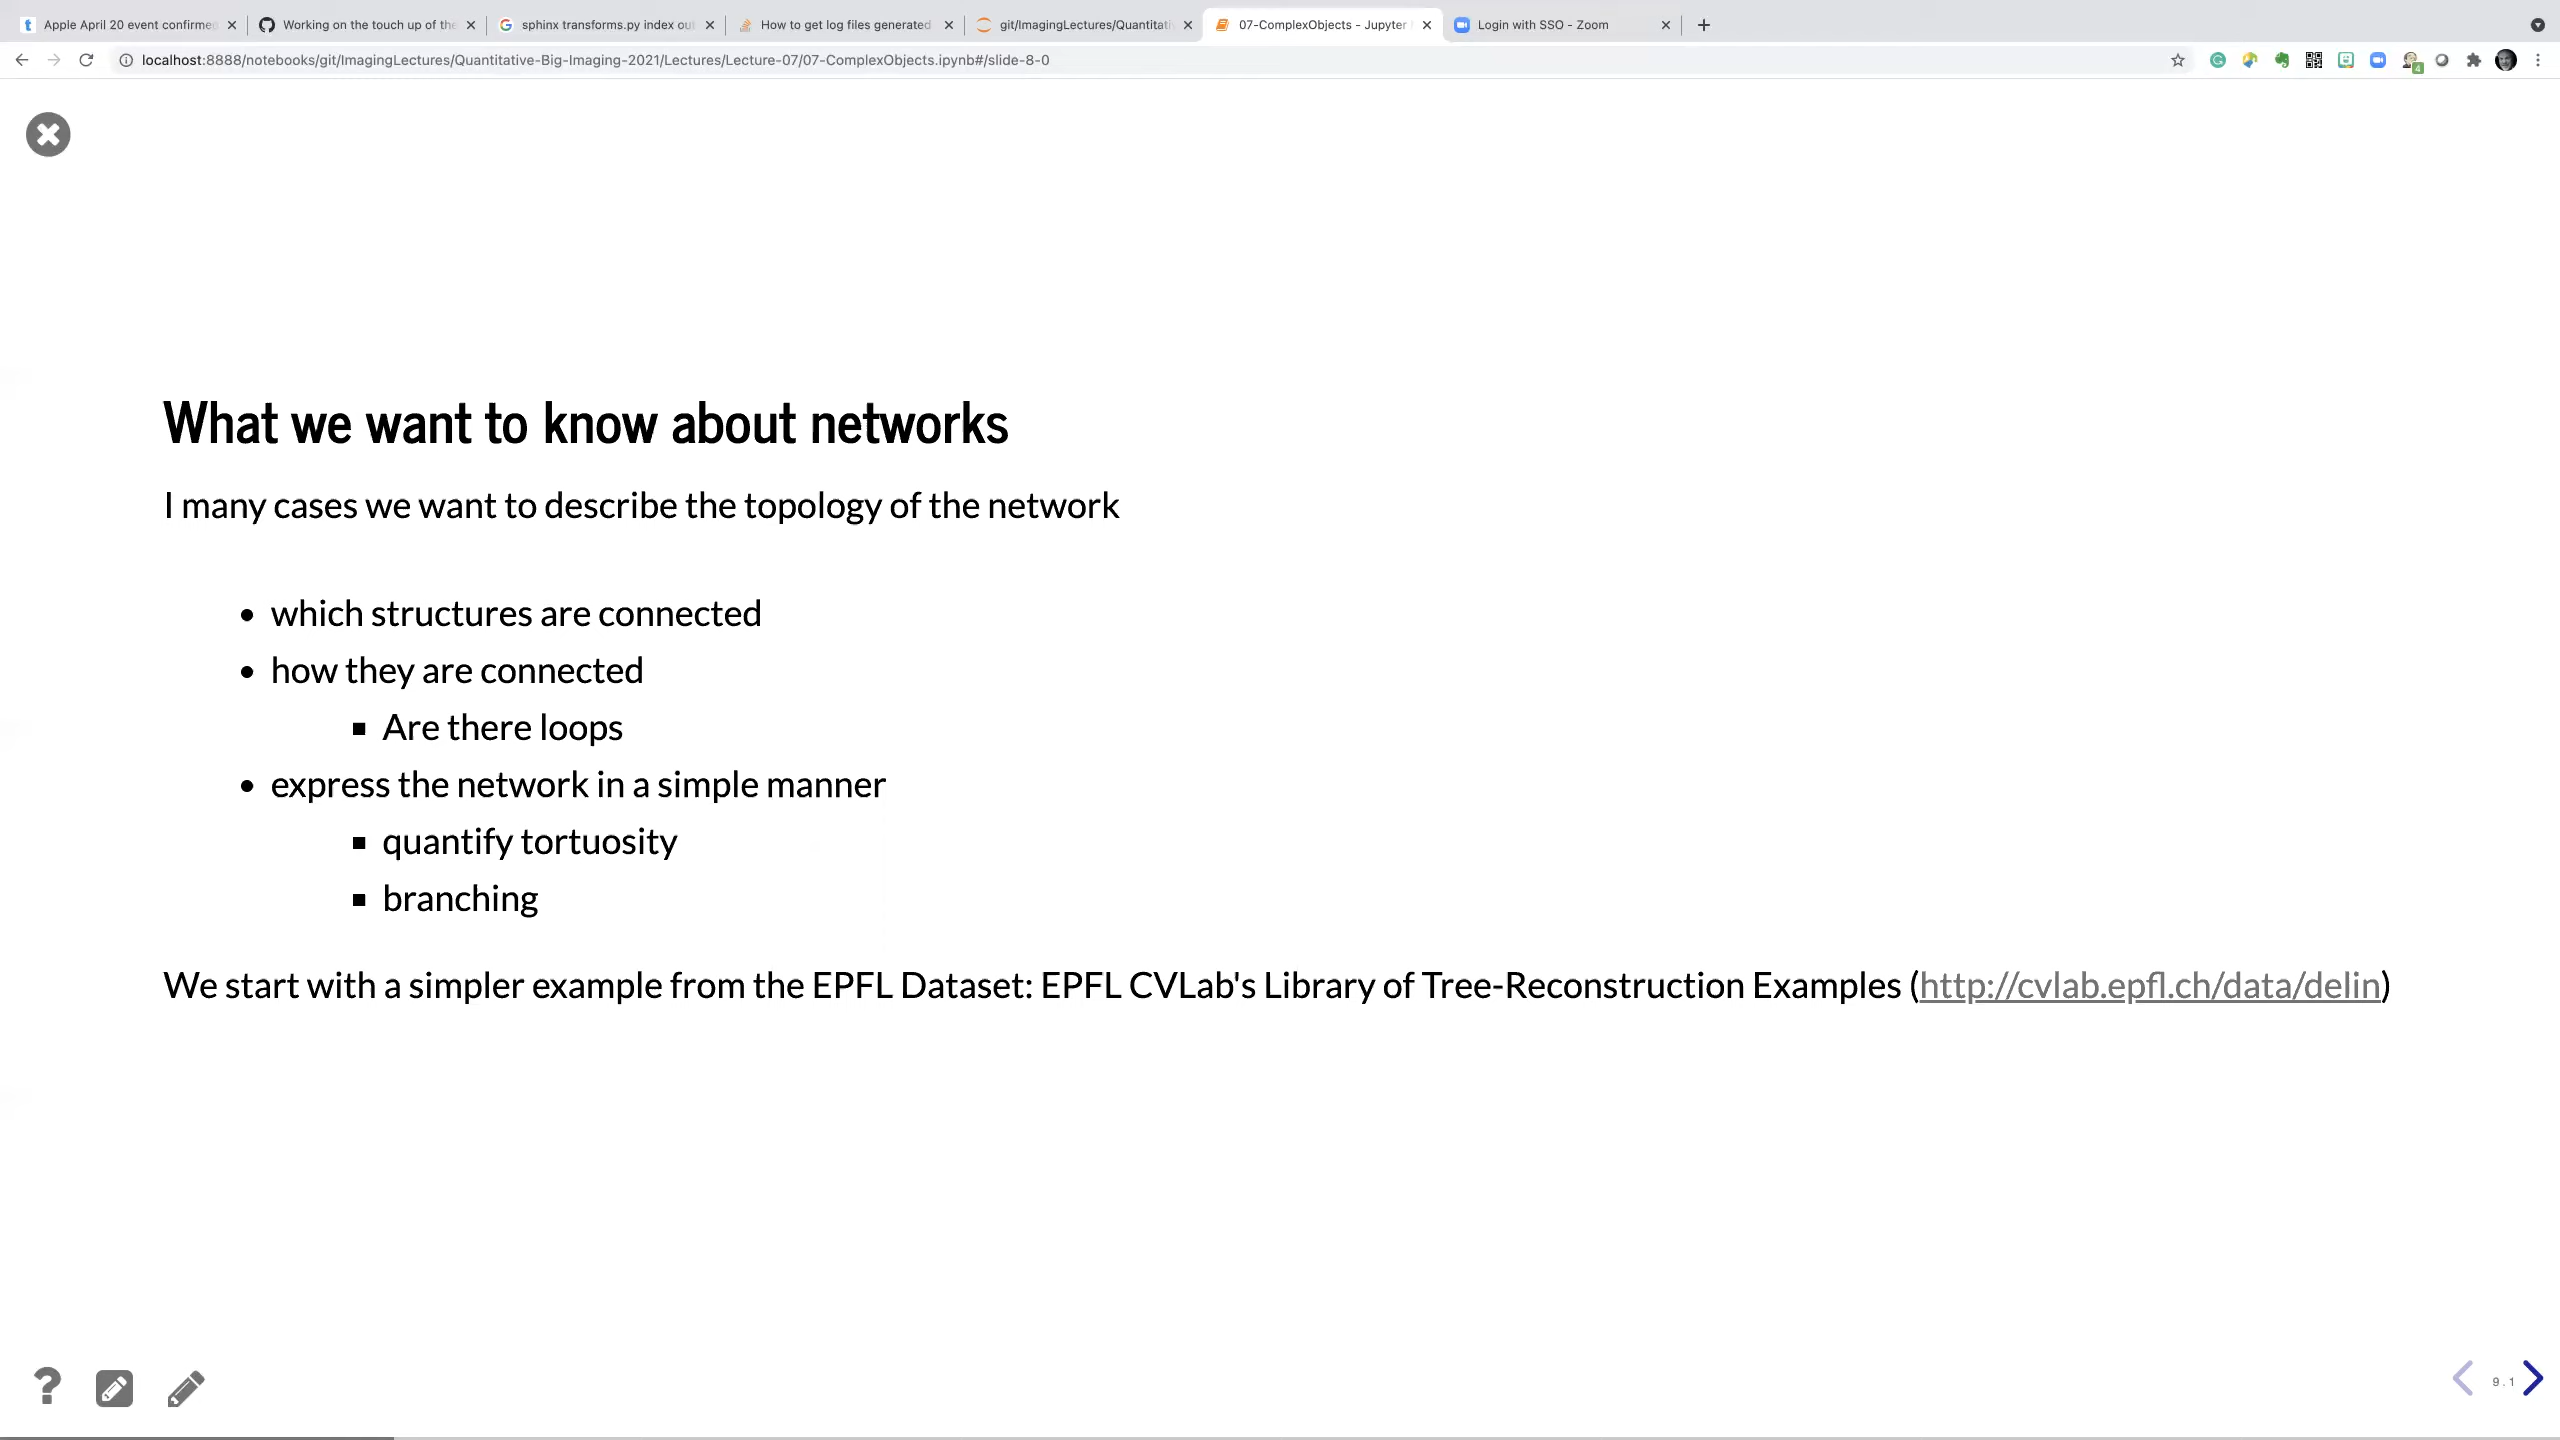 Apple April 20 event confirmed
Working on the touch up of the
sphinx transforms.py index out
How to get log files generated
git/ImagingLectures/Quantitati
07-ComplexObjects - Jupyter
Login with SSO - Zoom
localhost:8888/notebooks/git/ImagingLectures/Quantitative-Big-Imaging-2021/Lectures/Lecture-07/07-ComplexObjects.ipynb#/slide-8-0
4
What we want to know about networks
I many cases we want to describe the topology of the network
• which structures are connected
• how they are connected
▪ Are there loops
• express the network in a simple manner
▪ quantify tortuosity
▪ branching
We start with a simpler example from the EPFL Dataset: EPFL CVLab's Library of Tree-Reconstruction Examples (http://cvlab.epfl.ch/data/delin)
9.1